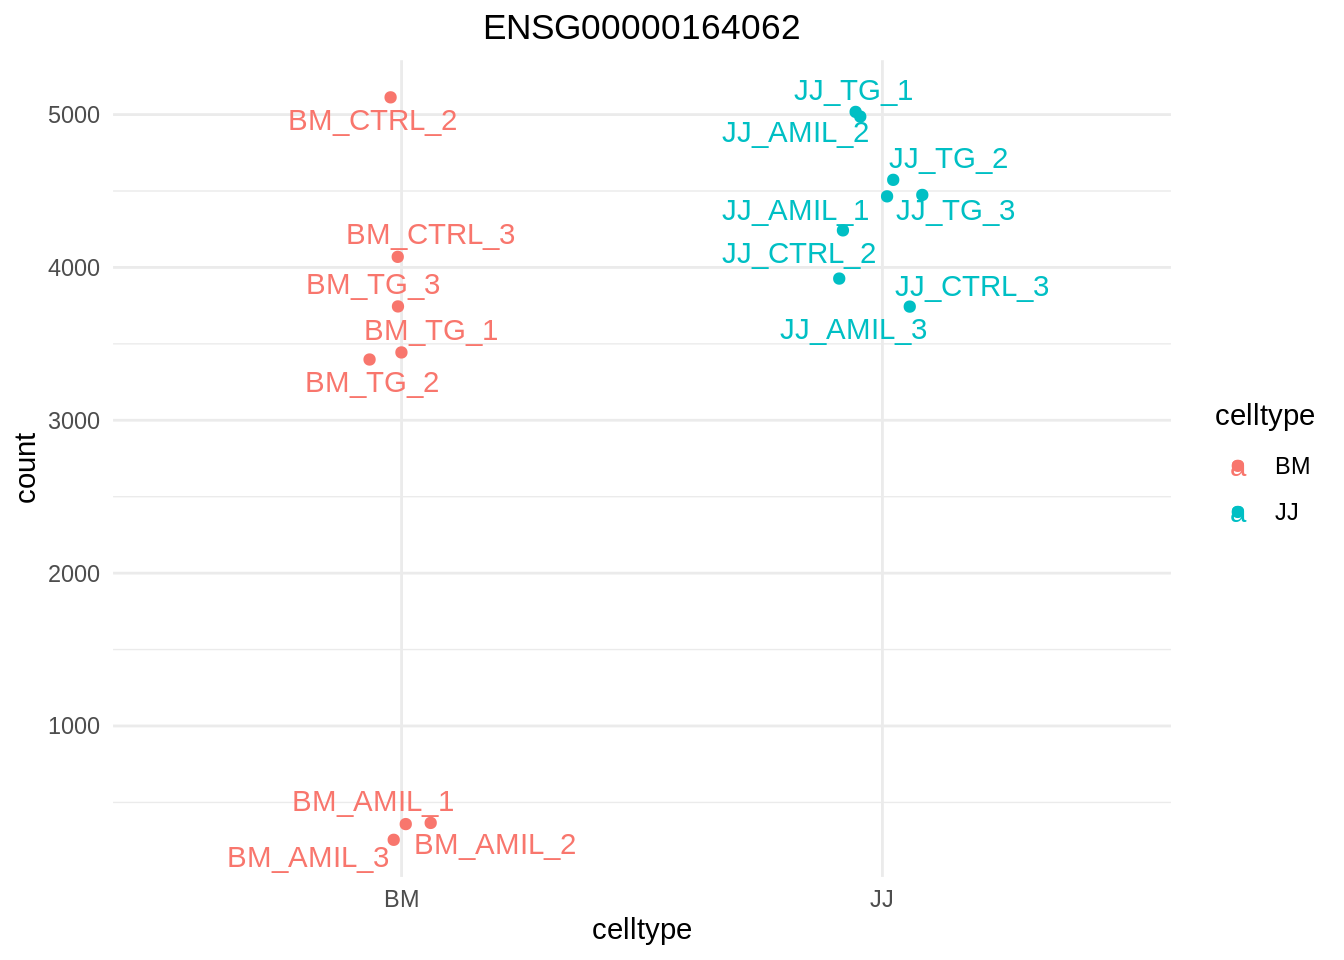 ENSG00000164062
JJ_TG_1
5000
BM_CTRL_2
JJ_AMIL_2
JJ_TG_2
JJ_AMIL_1
JJ_TG_3
BM_CTRL_3
JJ_CTRL_2
4000
BM_TG_3
JJ_CTRL_3
BM_TG_1
JJ_AMIL_3
BM_TG_2
3000
count
celltype
a BM
a JJ
2000
1000
BM_AMIL_1
BM_AMIL_2
BM_AMIL_3
BM
JJ
celltype